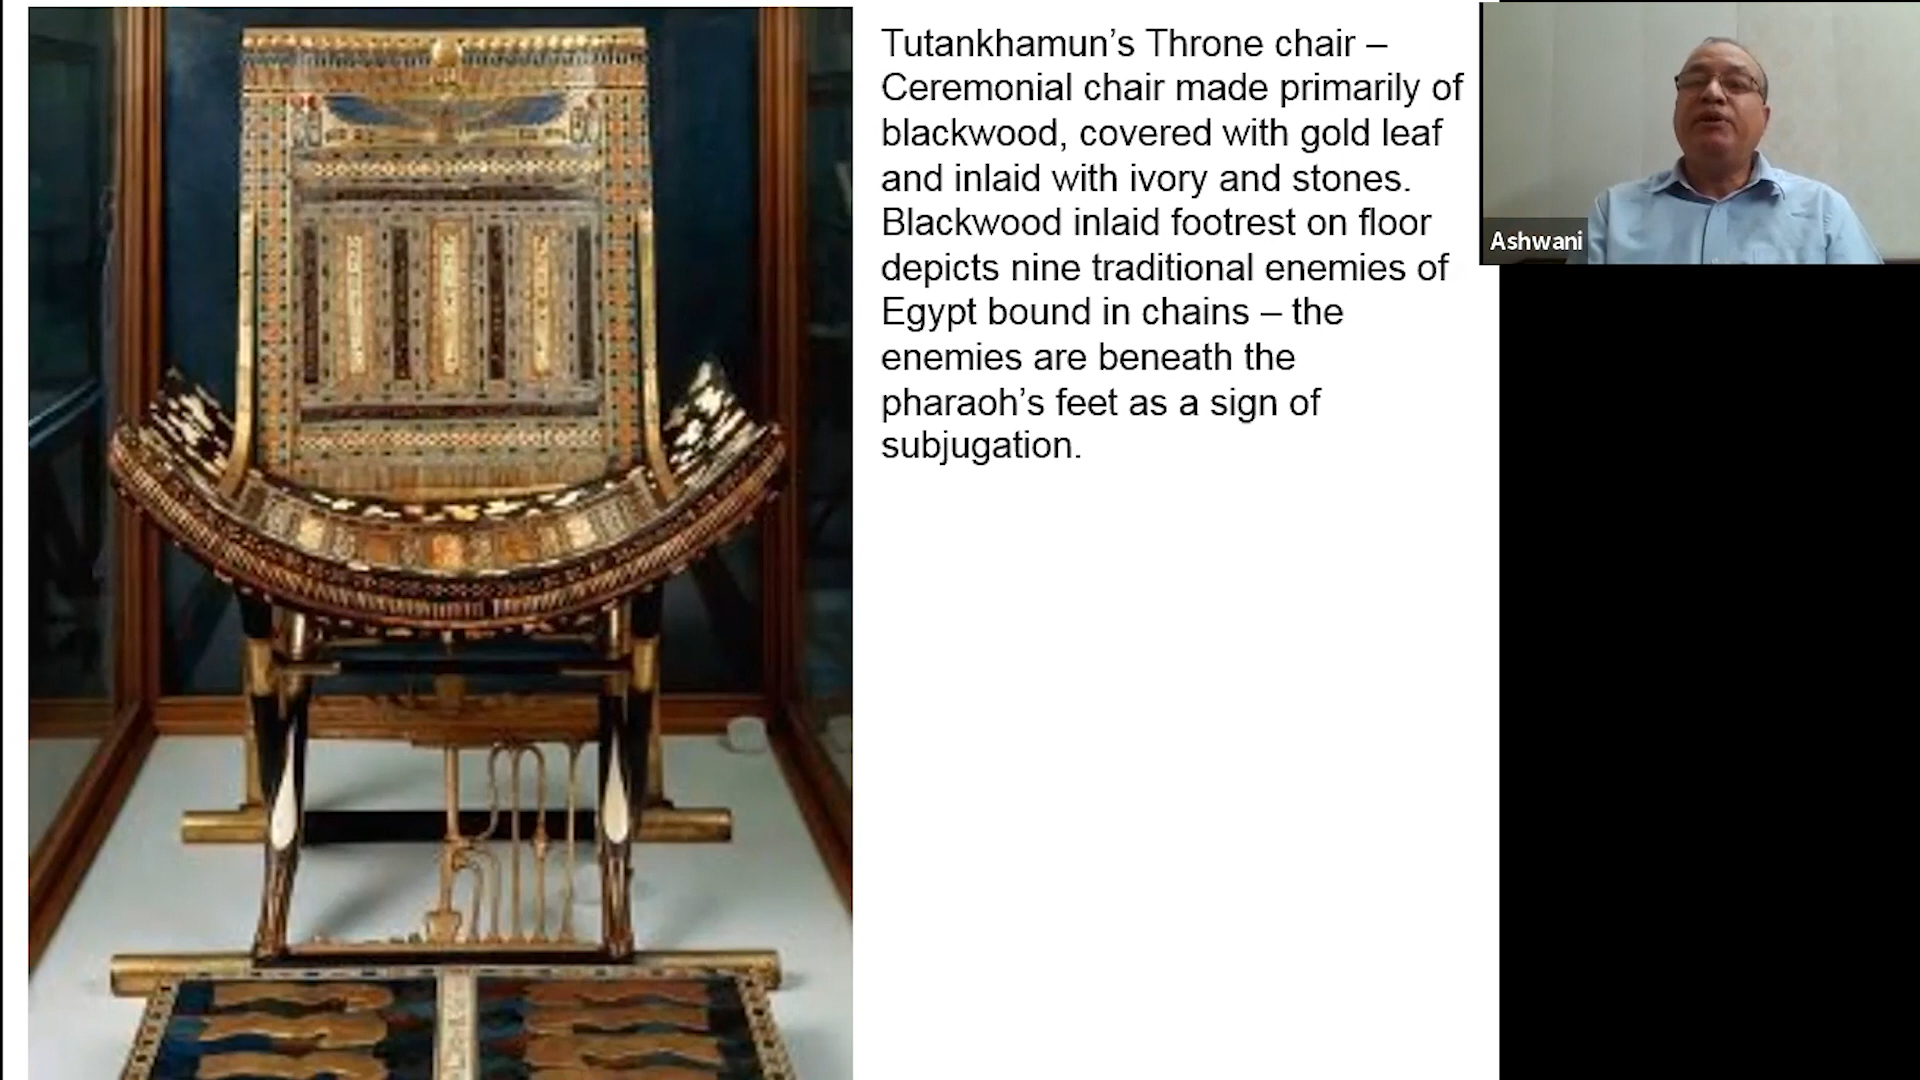 Tutankhamun’s Throne chair –
Ceremonial chair made primarily of
blackwood, covered with gold leaf
and inlaid with ivory and stones.
Blackwood inlaid footrest on floor
depicts nine traditional enemies of
Egypt bound in chains – the
enemies are beneath the
pharaoh’s feet as a sign of
subjugation.
Ashwani